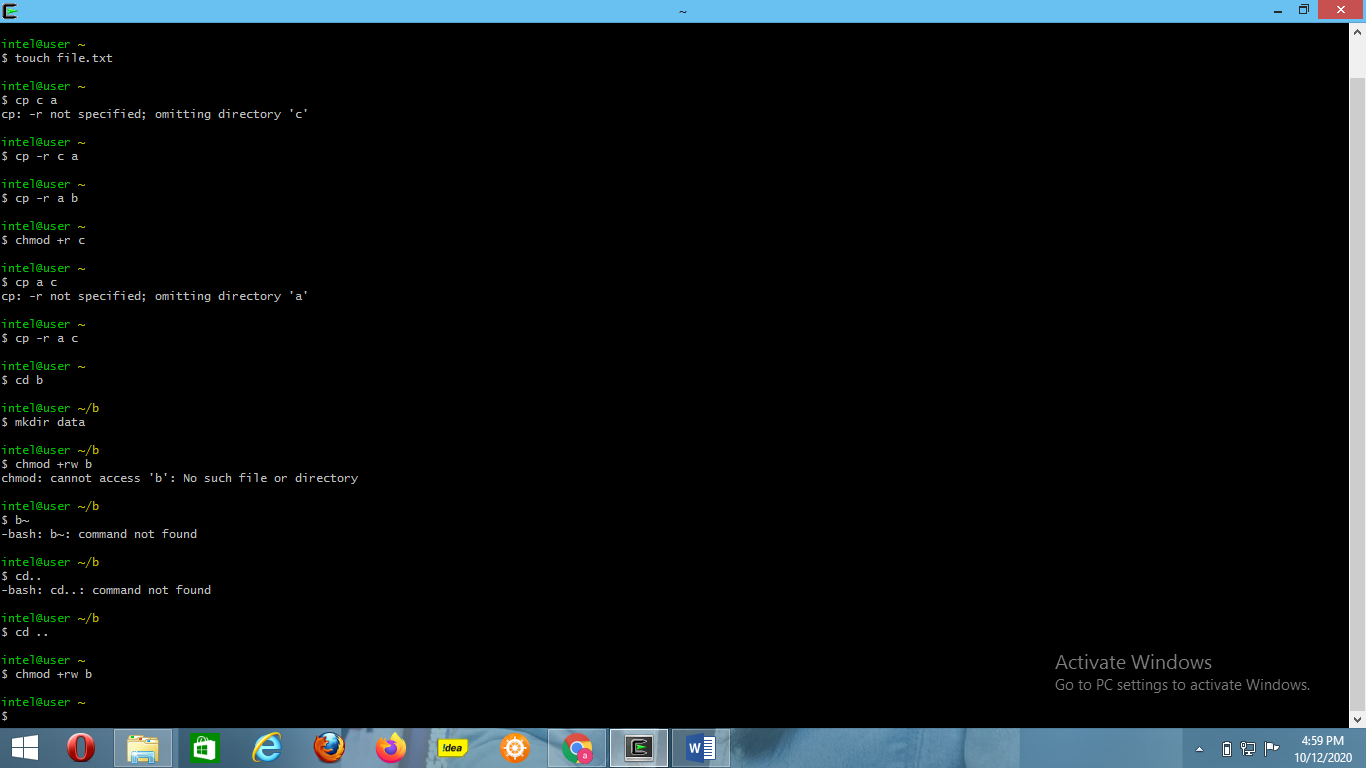 ~
intel@user ~
$ touch file.txt
intel@user ~
$ cp c a
cp: -r not specified; omitting directory 'c'
intel@user ~
$ cp -r c a
intel@user ~
$ cp -r a b
intel@user ~
$ chmod +r c
intel@user ~
$ cp a c
cp: -r not specified; omitting directory 'a'
intel@user ~
$ cp -r a c
intel@user ~
$ cd b
intel@user ~/b
$ mkdir data
intel@user ~/b
$ chmod +rw b
chmod: cannot access 'b': No such file or directory
intel@user ~/b
$ b~
-bash: b~: command not found
intel@user ~/b
$ cd..
-bash: cd..: command not found
intel@user ~/b
$ cd ..
intel@user ~
$ chmod +rw b
intel@user ~
$
Activate Windows
Go to PC settings to activate Windows.
!dea
a
W
4:59 PM
10/12/2020